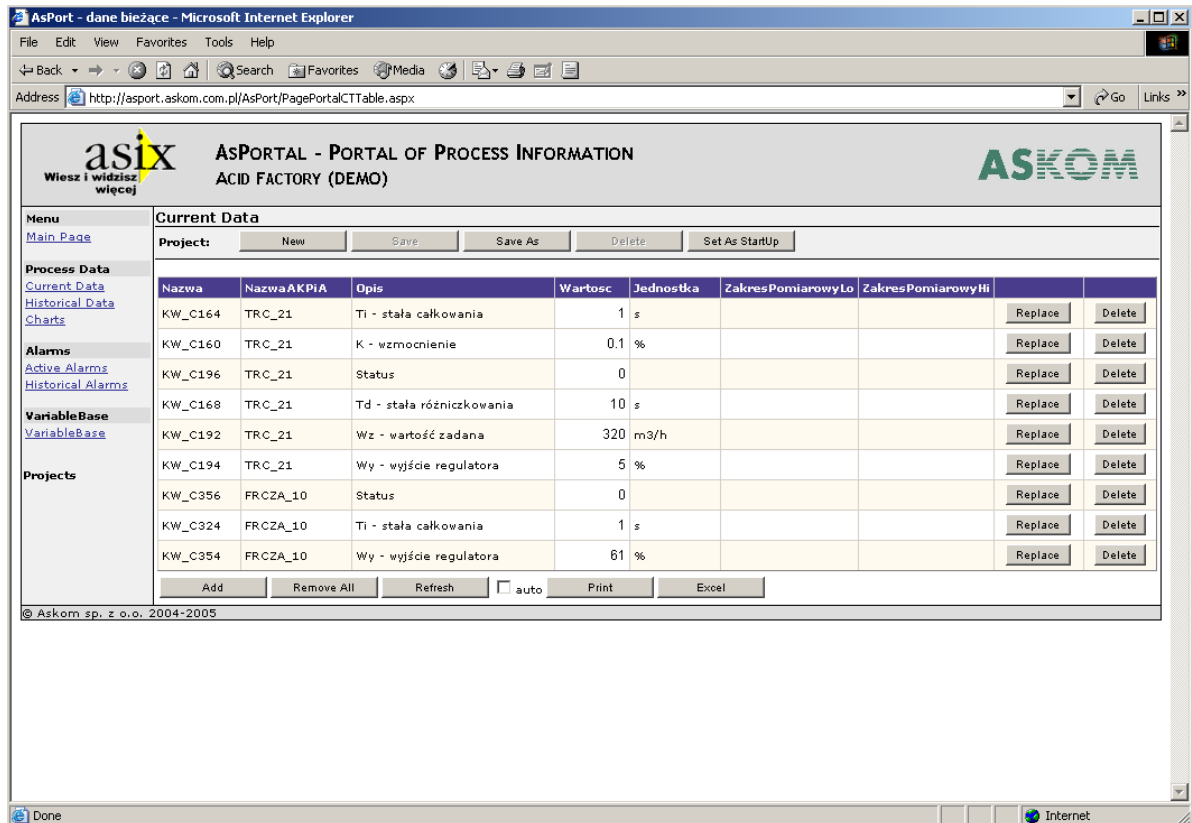 AsPort - dane bieżące - Microsoft Internet Explorer
File Edit View Favorites Tools Help
Back Search Favorites Media
Address http://asport.askom.com.pl/AsPort/PagePortalCTTable.aspx Go Links »
asix
Wiesz i widzisz
więcej
ASPORTAL - PORTAL OF PROCESS INFORMATION
ACID FACTORY (DEMO)
ASKOM
Menu
Main Page
Process Data
Current Data
Historical Data
Charts
Alarms
Active Alarms
Historical Alarms
VariableBase
VariableBase
Projects
Current Data
Project: New Save Save As Delete Set As StartUp
Nazwa NazwaAKPiA Opis Wartosc Jednostka ZakresPomiarowyLo ZakresPomiarowyHi
KW_C164 TRC_21 Ti - stała całkowania 1 s Replace Delete
KW_C160 TRC_21 K - wzmocnienie 0.1 % Replace Delete
KW_C196 TRC_21 Status 0 Replace Delete
KW_C168 TRC_21 Td - stała różniczkowania 10 s Replace Delete
KW_C192 TRC_21 Wz - wartość zadana 320 m3/h Replace Delete
KW_C194 TRC_21 Wy - wyjście regulatora 5 % Replace Delete
KW_C356 FRCZA_10 Status 0 Replace Delete
KW_C324 FRCZA_10 Ti - stała całkowania 1 s Replace Delete
KW_C354 FRCZA_10 Wy - wyjście regulatora 61 % Replace Delete
Add Remove All Refresh auto Print Excel
© Askom sp. z o.o. 2004-2005
Done Internet